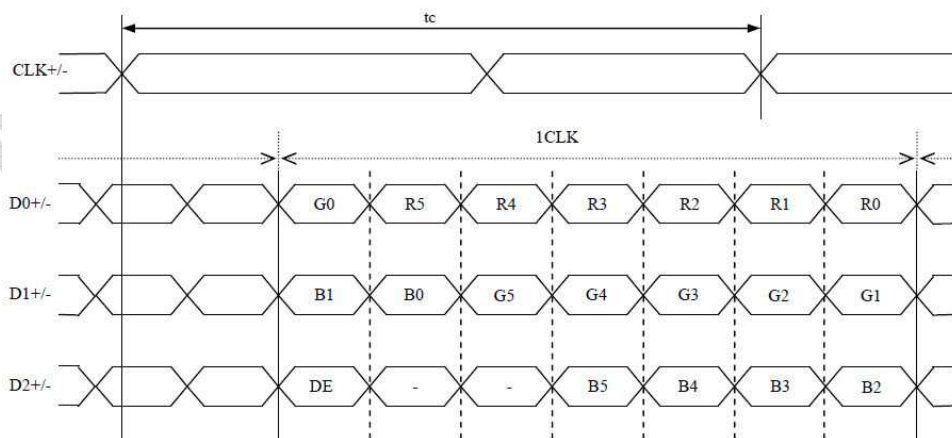 tc
CLK+/-
1CLK
D0+/- G0 R5 R4 R3 R2 R1 R0
D1+/- B1 B0 G5 G4 G3 G2 G1
D2+/- DE - - B5 B4 B3 B2